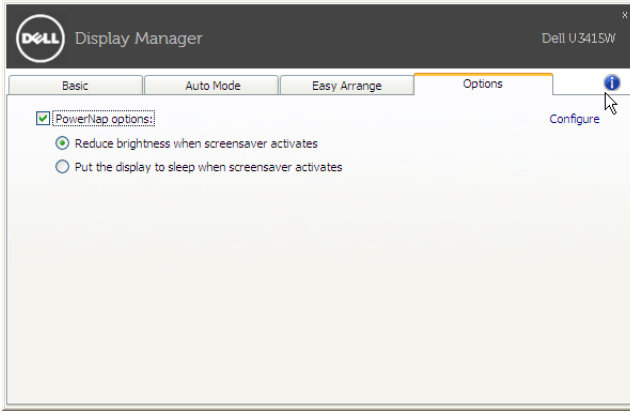 x
DELL Display Manager Dell U3415W
Basic Auto Mode Easy Arrange Options i
PowerNap options: Configure
Reduce brightness when screensaver activates
Put the display to sleep when screensaver activates